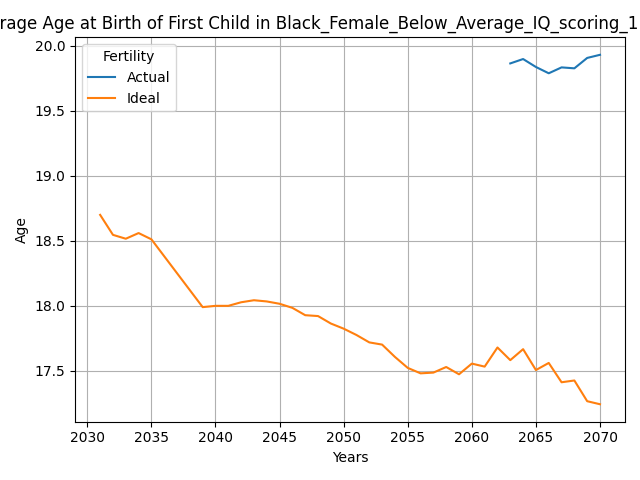 rage Age at Birth of First Child in Black_Female_Below_Average_IQ_scoring_1
20.0
19.5
19.0
18.5
18.0
17.5
Age
Fertility
Actual
Ideal
2030 2035 2040 2045 2050 2055 2060 2065 2070
Years